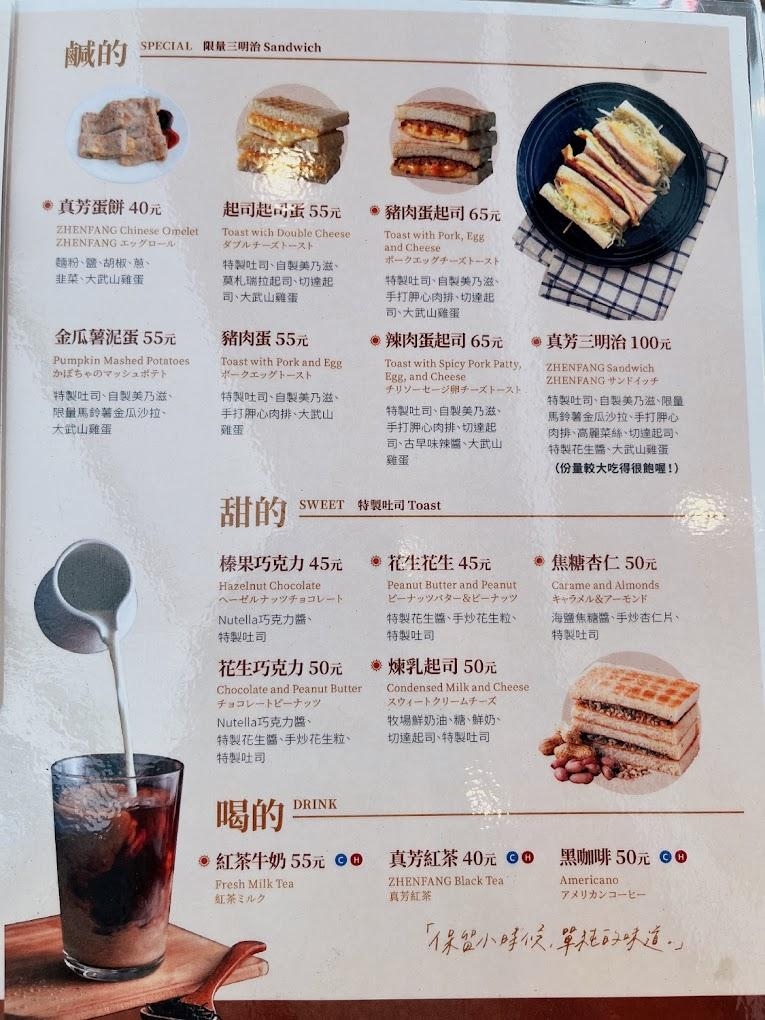 鹹的 SPECIAL 限量三明治 Sandwich
真芳蛋餅 40元
ZHENFANG Chinese Omelet
ZHENFANG エッグロール
麵粉、鹽、胡椒、蔥、
韭菜、大武山雞蛋
起司起司蛋 55元
Toast wich Double Cheese
ダブルチーズトースト
特製吐司、自製美乃滋、
莫札瑞拉起司、切達起
司、大武山雞蛋
豬肉蛋起司 65元
Toast with Pork, Egg
and Cheese
ポークエッグチーズトースト
特製吐司、自製美乃滋、
手打胛心肉排、切達起
司、大武山雞蛋
金瓜薯泥蛋 55元
Pumpkin Mashed Potatoes
かぼちゃのマッシュポテト
特製吐司、自製美乃滋、
限量馬鈴薯金瓜沙拉、
大武山雞蛋
豬肉蛋 55元
Toast with Pork and Egg
ポークエッグトースト
特製吐司、自製美乃滋、
手打胛心肉排、大武山
雞蛋
辣肉蛋起司 65元
Toast with Spicy Pork Patty,
Egg, and Cheese
チリソーセージ卵チーズトースト
特製吐司、自製美乃滋、
手打胛心肉排、切達起
司、古早味辣醬、大武山
雞蛋
真芳三明治 100元
ZHENFANG Sandwich
ZHENFANG サンドイッチ
特製吐司、自製美乃滋、限量
馬鈴薯金瓜沙拉、手打胛心
肉排、高麗菜絲、切達起司、
特製花生醬、大武山雞蛋
（份量較大吃得很飽喔！）
甜的 SWEET 特製吐司 Toast
榛果巧克力 45元
Hazelnut Chocolate
ヘーゼルナッツチョコレート
Nutella巧克力醬、
特製吐司
花生花生 45元
Peanut Butter and Peanut
ピーナッツバター&ピーナッツ
特製花生醬、手炒花生粒、
特製吐司
焦糖杏仁 50元
Carame and Almonds
キャラメル&アーモンド
海鹽焦糖醬、手炒杏仁片、
特製吐司
花生巧克力 50元
Chocolate and Peanut Butter
チョコレートピーナッツ
Nutella巧克力醬、
特製花生醬、手炒花生粒、
特製吐司
煉乳起司 50元
Condensed Milk and Cheese
スウィートクリームチーズ
牧場鮮奶油、糖、鮮奶、
切達起司、特製吐司
喝的 DRINK
紅茶牛奶 55元 C H
Fresh Milk Tea
紅茶ミルク
真芳紅茶 40元 C H
ZHENFANG Black Tea
真芳紅茶
黑咖啡 50元 C H
Americano
アメリカンコーヒー
「保留小時候，單純的味道。」